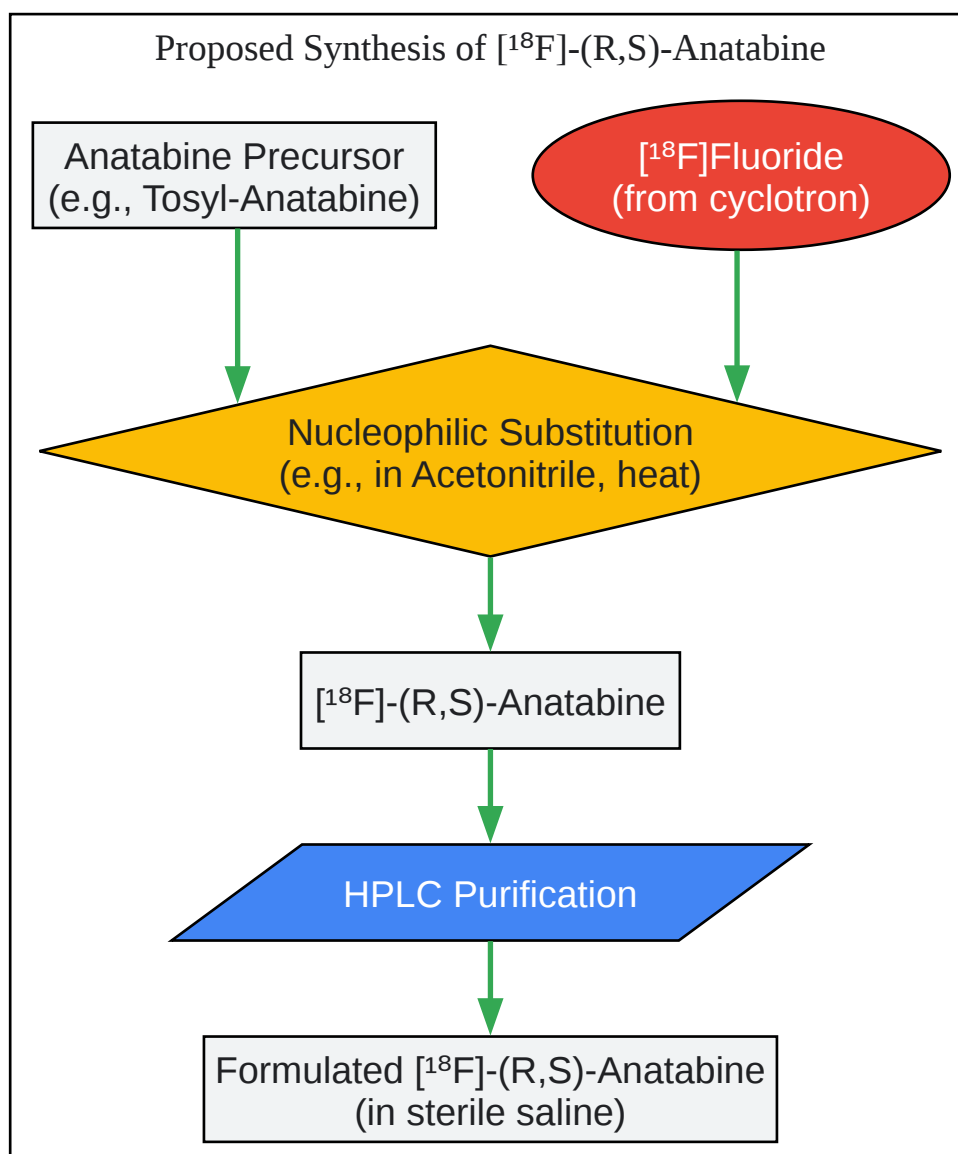 Proposed Synthesis of [¹⁸F]-(R,S)-Anatabine
Anatabine Precursor
(e.g., Tosyl-Anatabine)
[¹⁸F]Fluoride
(from cyclotron)
Nucleophilic Substitution
(e.g., in Acetonitrile, heat)
[¹⁸F]-(R,S)-Anatabine
HPLC Purification
Formulated [¹⁸F]-(R,S)-Anatabine
(in sterile saline)